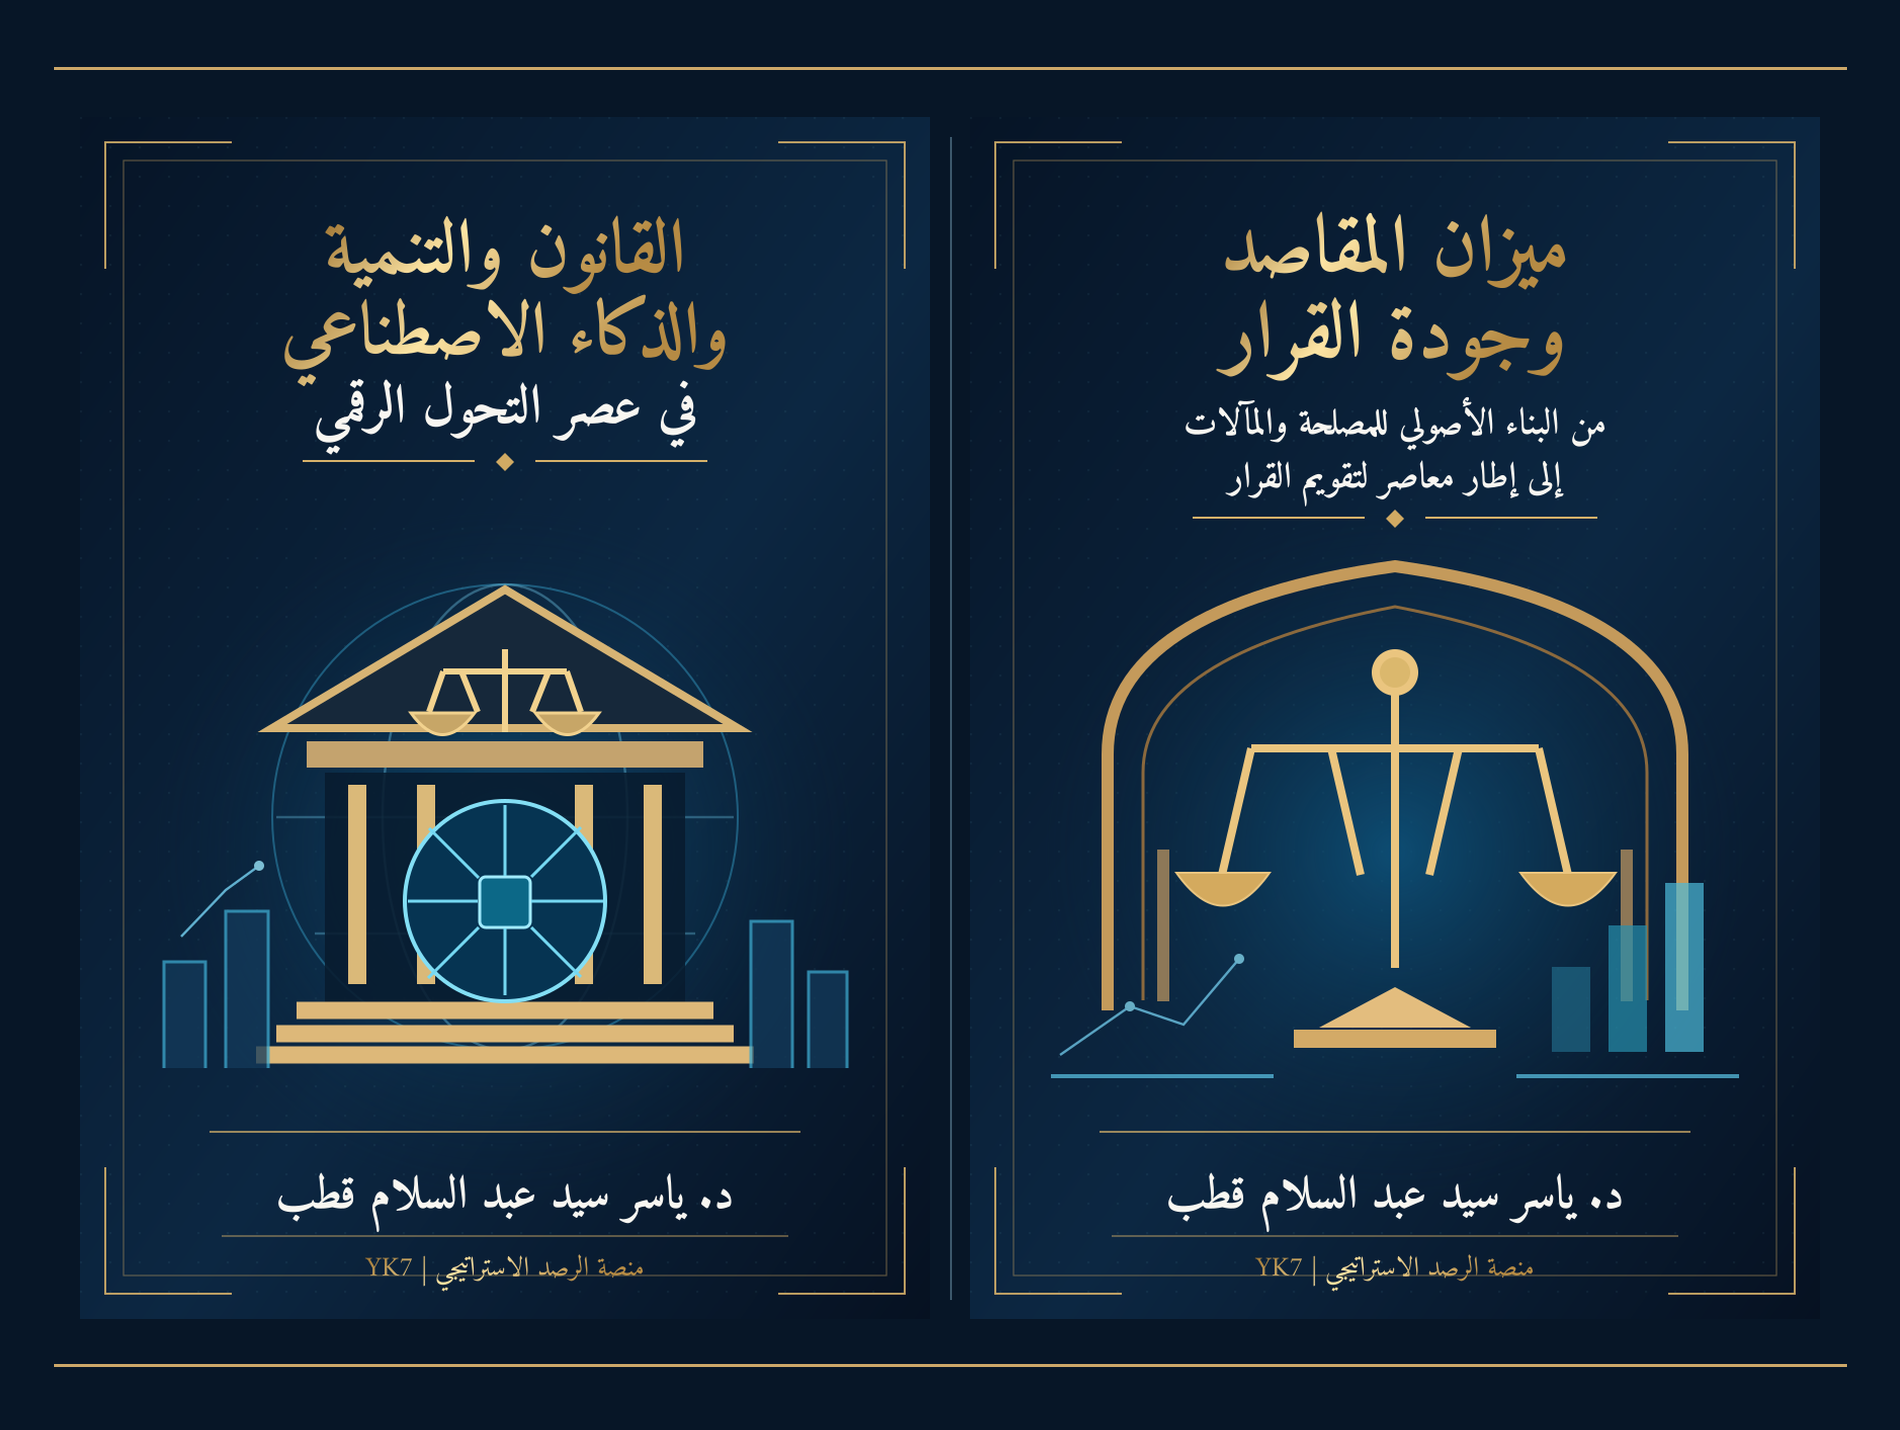 ميزان المقاصد
وجودة القرار
من البناء الأصولي للمصلحة والمآلات
إلى إطار معاصر لتقويم القرار
د. ياسر سيد عبد السلام قطب
منصة الرصد الاستراتيجي | YK7
القانون والتنمية
والذكاء الاصطناعي
في عصر التحول الرقمي
د. ياسر سيد عبد السلام قطب
منصة الرصد الاستراتيجي | YK7